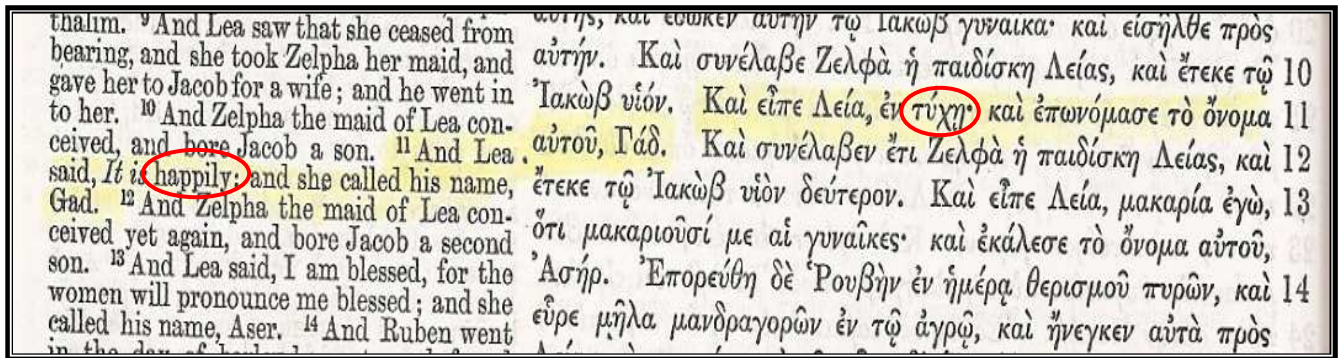 thalim. 9 And Lea saw that she ceased from
bearing, and she took Zelpha her maid, and
gave her to Jacob for a wife; and he went in
to her. 10 And Zelpha the maid of Lea con-
ceived, and bore Jacob a son. 11 And Lea
said, It is happily; and she called his name,
Gad. 12 And Zelpha the maid of Lea con-
ceived yet again, and bore Jacob a second
son. 13 And Lea said, I am blessed, for the
women will pronounce me blessed; and she
called his name, Aser. 14 And Ruben went
αὐτῆς, καὶ ἔδωκεν αὐτὴν τῷ Ἰακὼβ γυναῖκα· καὶ εἰσῆλθε πρὸς
αὐτήν. Καὶ συνέλαβε Ζελφὰ ἡ παιδίσκη Λείας, καὶ ἔτεκε τῷ 10
Ἰακὼβ υἱόν. Καὶ εἶπε Λεία, ἐν τύχῃ· καὶ ἐπωνόμασε τὸ ὄνομα 11
αὐτοῦ, Γάδ. Καὶ συνέλαβεν ἔτι Ζελφὰ ἡ παιδίσκη Λείας, καὶ 12
ἔτεκε τῷ Ἰακὼβ υἱὸν δεύτερον. Καὶ εἶπε Λεία, μακαρία ἐγὼ, 13
ὅτι μακαριοῦσί με αἱ γυναῖκες· καὶ ἐκάλεσε τὸ ὄνομα αὐτοῦ,
Ἀσήρ. Ἐπορεύθη δὲ Ῥουβὴν ἐν ἡμέρᾳ θερισμοῦ πυρῶν, καὶ 14
εὗρε μῆλα μανδραγορῶν ἐν τῷ ἀγρῷ, καὶ ἤνεγκεν αὐτὰ πρὸς